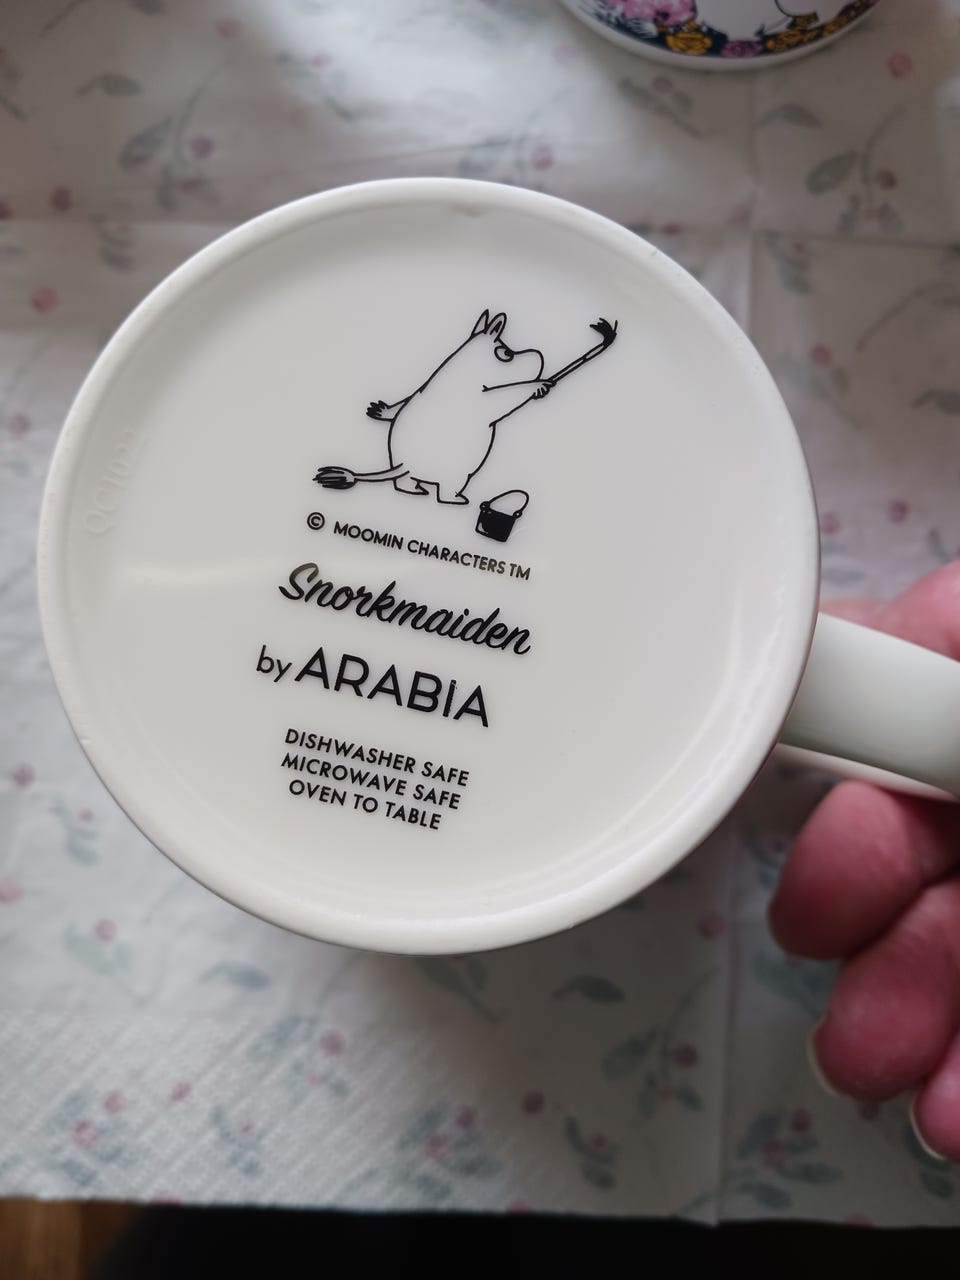 © MOOMIN CHARACTERS TM
Snorkmaiden
by ARABIA
DISHWASHER SAFE
MICROWAVE SAFE
OVEN TO TABLE